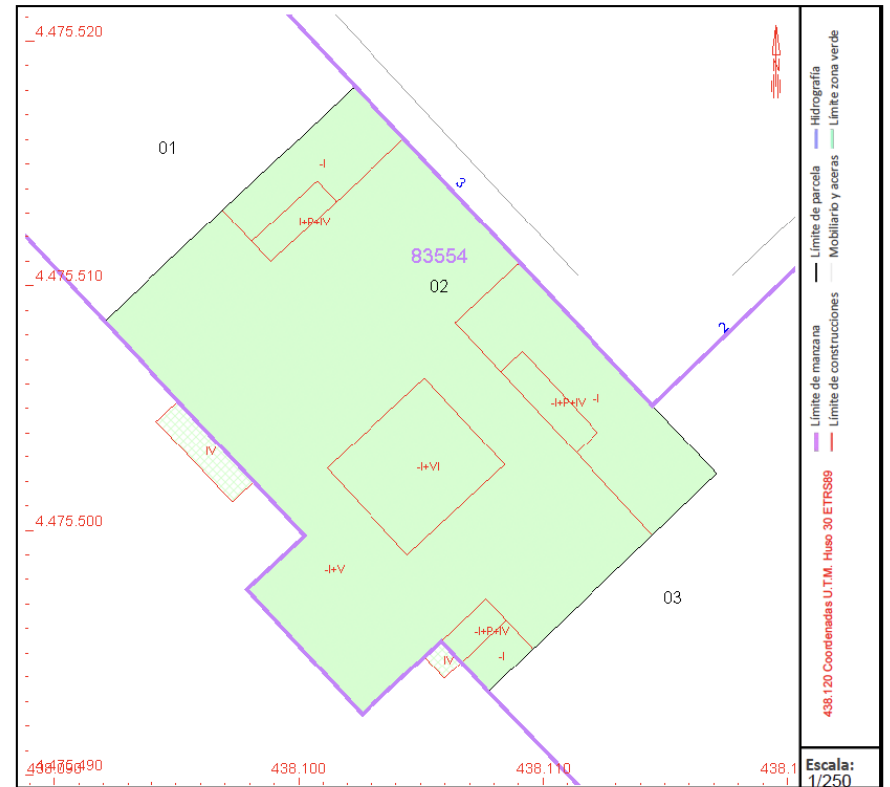 4.475.520
01
-I
I+P+IV
3
83554
4.475.510
02
2
-I+P+IV
-I
IV
-I+VI
4.475.500
-I+V
03
-I+P+IV
IV
-I
438.100
438.110
438.1
N
Límite de manzana
Límite de parcela
Hidrografía
Límite de construcciones
Mobiliario y aceras
Límite zona verde
438.120 Coordenadas U.T.M. Huso 30 ETRS89
Escala:
1/250